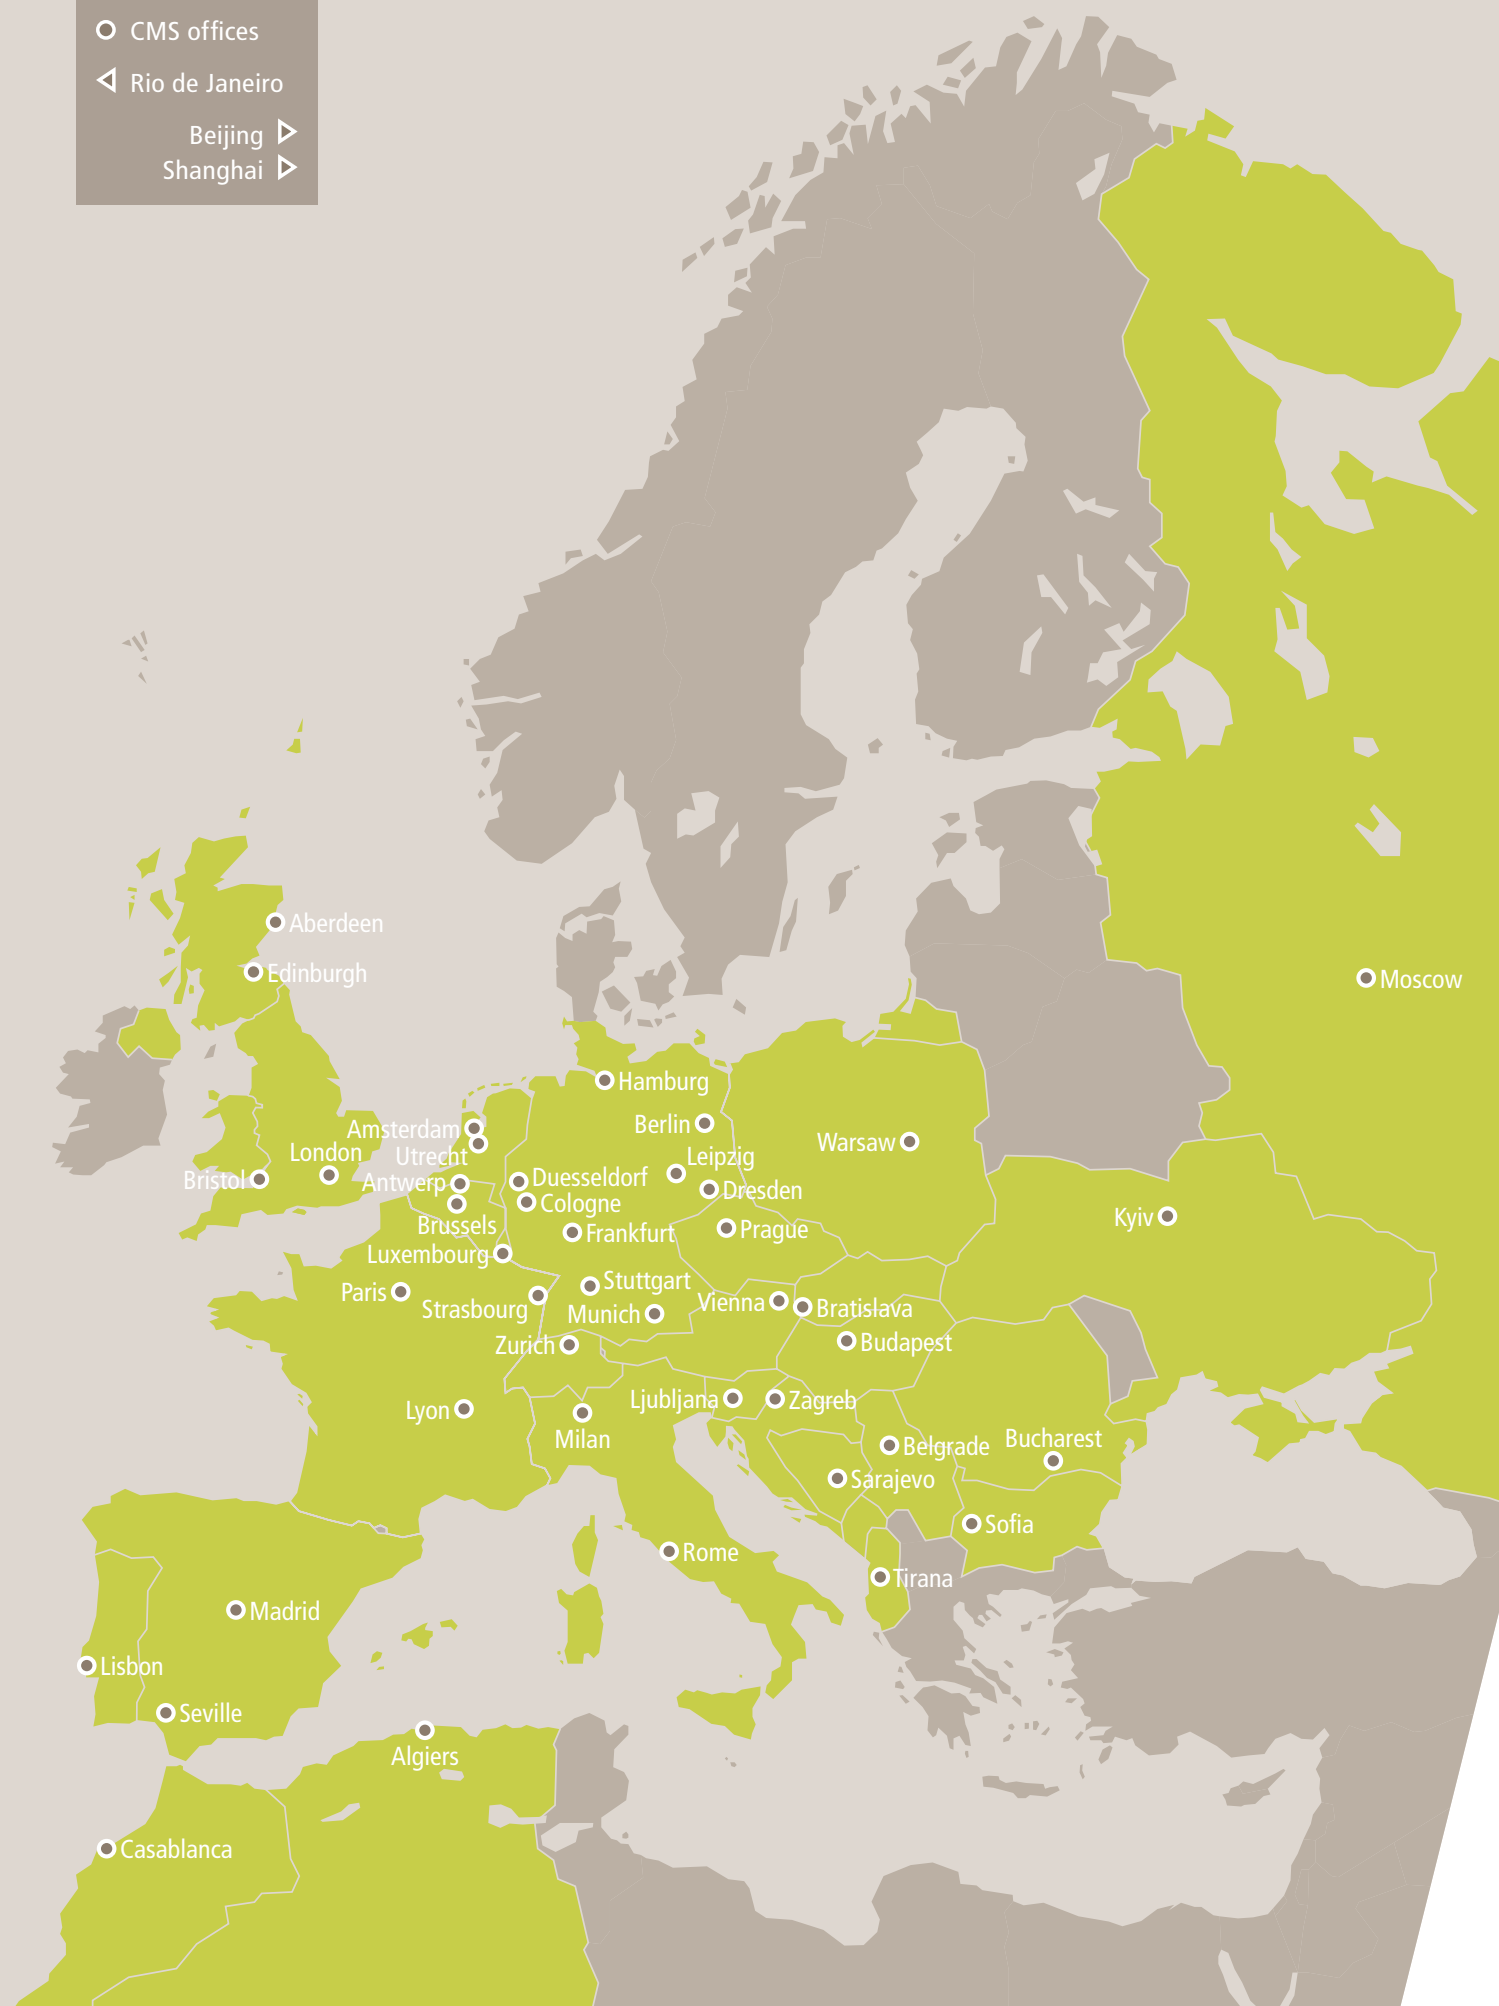 CMS offices
Rio de Janeiro
Beijing
Shanghai
Aberdeen
Edinburgh
Moscow
Hamburg
Berlin
Amsterdam
Warsaw
London
Utrecht
Leipzig
Bristol
Antwerp
Duesseldorf
Dresden
Cologne
Kyiv
Brussels
Frankfurt
Prague
Luxembourg
Paris
Stuttgart
Strasbourg
Munich
Vienna
Bratislava
Zurich
Budapest
Lyon
Ljubljana
Zagreb
Milan
Belgrade
Bucharest
Sarajevo
Sofia
Rome
Tirana
Madrid
Lisbon
Seville
Algiers
Casablanca